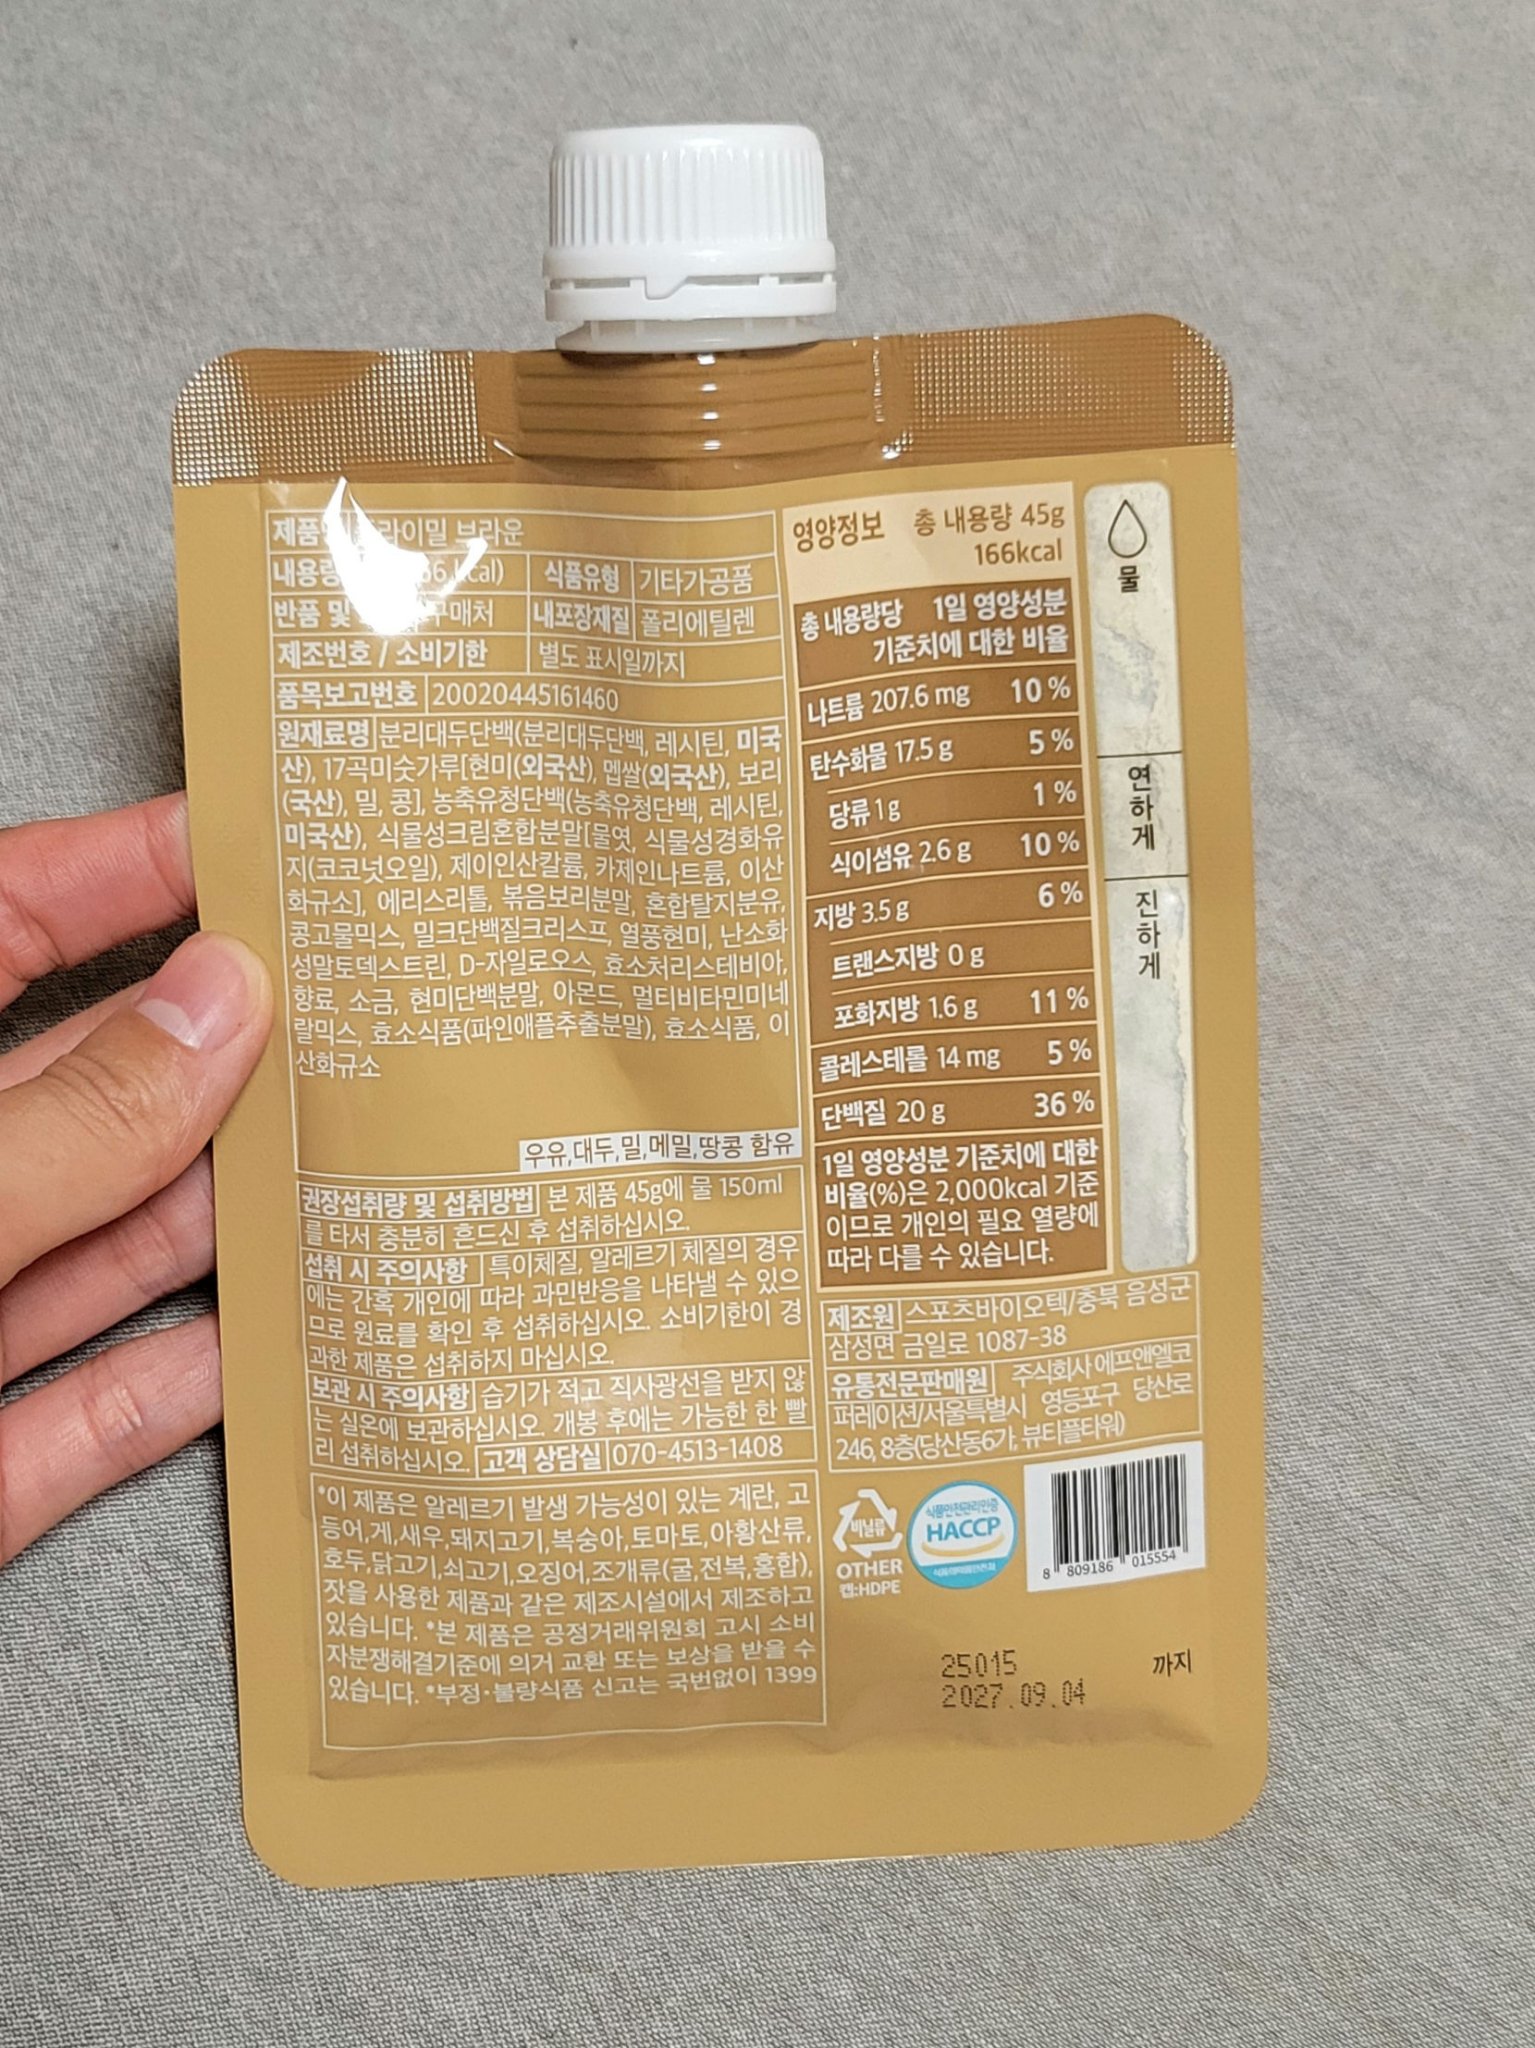 제품 라이밀 브라운
내용량 kcal) 식품유형 기타가공품
반품 및 구매처 내포장재질 폴리에틸렌
제조번호 / 소비기한 별도 표시일까지
품목보고번호 20020445161460
원재료명 분리대두단백(분리대두단백, 레시틴, 미국
산), 17곡미숫가루[현미(외국산), 멥쌀(외국산), 보리
(국산), 밀, 콩], 농축유청단백(농축유청단백, 레시틴,
미국산), 식물성크림혼합분말[물엿, 식물성경화유
지(코코넛오일), 제이인산칼륨, 카제인나트륨, 이산
화규소], 에리스리톨, 볶음보리분말, 혼합탈지분유,
콩고물믹스, 밀크단백질크리스프, 열풍현미, 난소화
성말토덱스트린, D-자일로오스, 효소처리스테비아,
향료, 소금, 현미단백분말, 아몬드, 멀티비타민미네
랄믹스, 효소식품(파인애플추출분말), 효소식품, 이
산화규소
우유,대두,밀,메밀,땅콩 함유
권장섭취량 및 섭취방법 본 제품 45g에 물 150ml
를 타서 충분히 흔드신 후 섭취하십시오.
섭취 시 주의사항 특이체질, 알레르기 체질의 경우
에는 간혹 개인에 따라 과민반응을 나타낼 수 있으
므로 원료를 확인 후 섭취하십시오. 소비기한이 경
과한 제품은 섭취하지 마십시오.
보관 시 주의사항 습기가 적고 직사광선을 받지 않
는 실온에 보관하십시오. 개봉 후에는 가능한 한 빨
리 섭취하십시오. 고객 상담실 070-4513-1408
*이 제품은 알레르기 발생 가능성이 있는 계란, 고
등어,게,새우,돼지고기,복숭아,토마토,아황산류,
호두,닭고기,쇠고기,오징어,조개류(굴,전복,홍합),
잣을 사용한 제품과 같은 제조시설에서 제조하고
있습니다. *본 제품은 공정거래위원회 고시 소비
자분쟁해결기준에 의거 교환 또는 보상을 받을 수
있습니다. *부정·불량식품 신고는 국번없이 1399
영양정보 총 내용량 45g
166kcal
총 내용량당 1일 영양성분
기준치에 대한 비율
나트륨 207.6 mg 10 %
탄수화물 17.5 g 5 %
당류 1 g 1 %
식이섬유 2.6 g 10 %
지방 3.5 g 6 %
트랜스지방 0 g
포화지방 1.6 g 11 %
콜레스테롤 14 mg 5 %
단백질 20 g 36 %
1일 영양성분 기준치에 대한
비율(%)은 2,000kcal 기준
이므로 개인의 필요 열량에
따라 다를 수 있습니다.
물
연하게
진하게
제조원 스포츠바이오텍/충북 음성군
삼성면 금일로 1087-38
유통전문판매원 주식회사 에프앤엘코
퍼레이션/서울특별시 영등포구 당산로
246, 8층(당산동6가, 뷰티플타워)
비닐류
OTHER
캡:HDPE
식품안전관리인증
HACCP
식품의약품안전처
8 809186 015554
25015
2027.09.04 까지